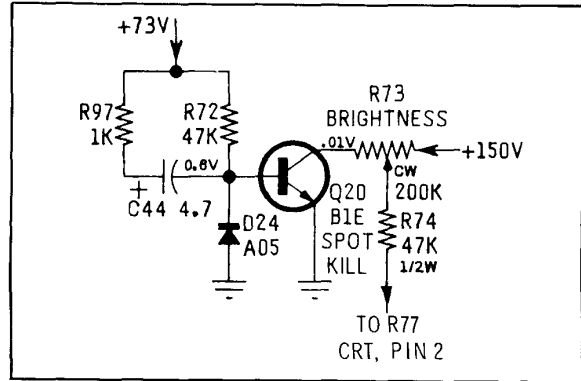 +73V
R97
1K
R72
47K
0.6V
+
C44 4.7
D24
A05
.01V
R73
BRIGHTNESS
+150V
CW
200K
Q20
B1E
SPOT
KILL
R74
47K
1/2W
TO R77
CRT, PIN 2